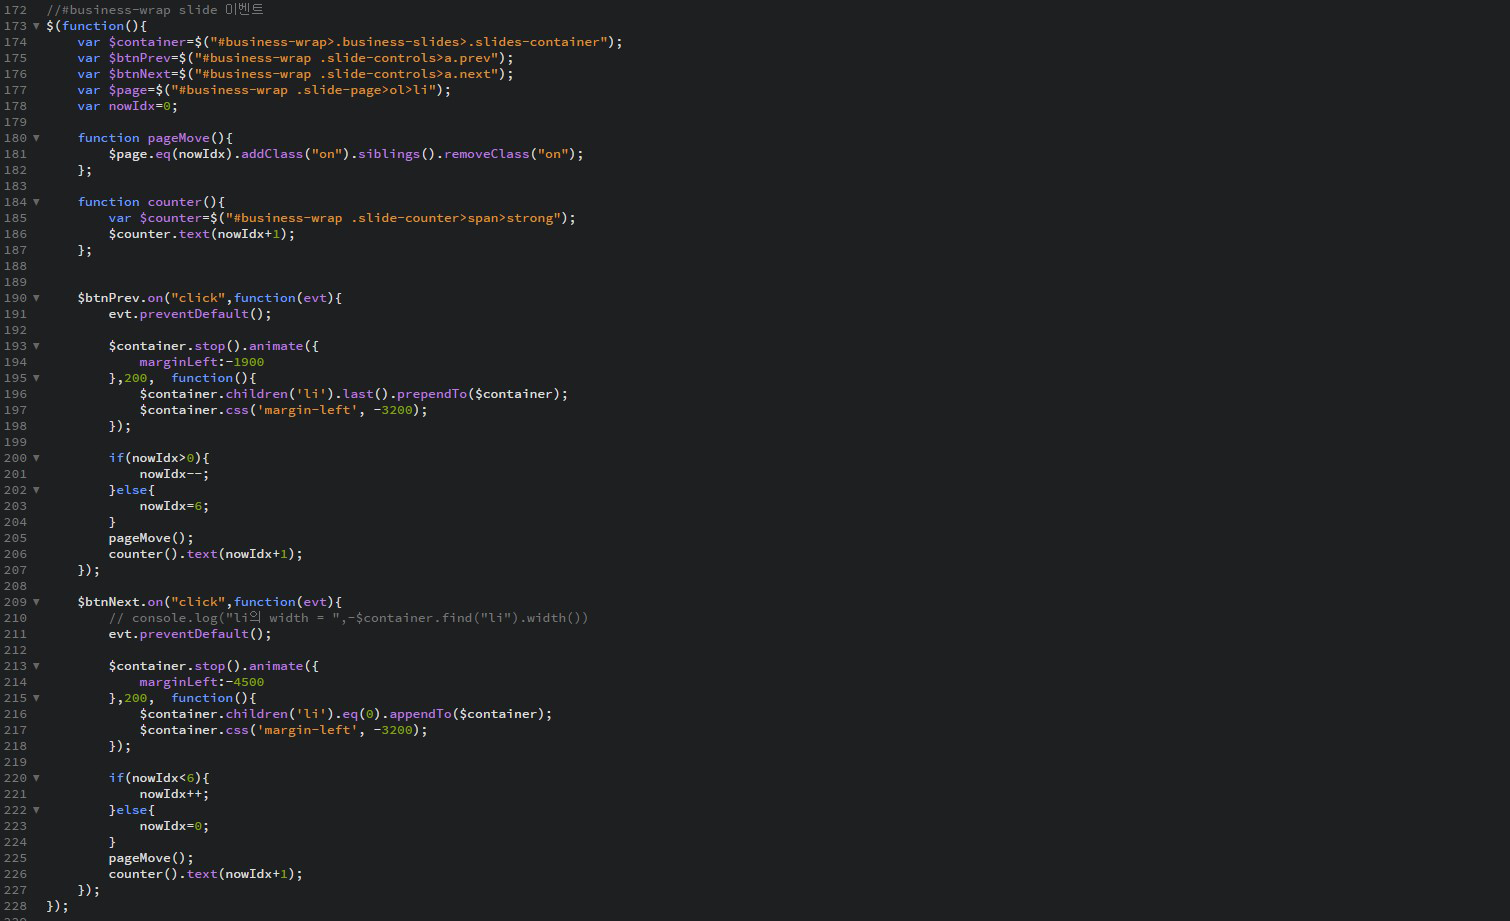 172 //#business-wrap slide 이벤트
173 ▼ $(function(){
174     var $container=$("#business-wrap>.business-slides>.slides-container");
175     var $btnPrev=$("#business-wrap .slide-controls>a.prev");
176     var $btnNext=$("#business-wrap .slide-controls>a.next");
177     var $page=$("#business-wrap .slide-page>ol>li");
178     var nowIdx=0;
179
180 ▼     function pageMove(){
181         $page.eq(nowIdx).addClass("on").siblings().removeClass("on");
182     };
183
184 ▼     function counter(){
185         var $counter=$("#business-wrap .slide-counter>span>strong");
186         $counter.text(nowIdx+1);
187     };
188
189
190 ▼     $btnPrev.on("click",function(evt){
191         evt.preventDefault();
192
193 ▼         $container.stop().animate({
194             marginLeft:-1900
195 ▼         },200,  function(){
196             $container.children('li').last().prependTo($container);
197             $container.css('margin-left', -3200);
198         });
199
200 ▼         if(nowIdx>0){
201             nowIdx--;
202 ▼         }else{
203             nowIdx=6;
204         }
205         pageMove();
206         counter().text(nowIdx+1);
207     });
208
209 ▼     $btnNext.on("click",function(evt){
210         // console.log("li의 width = ",-$container.find("li").width())
211         evt.preventDefault();
212
213 ▼         $container.stop().animate({
214             marginLeft:-4500
215 ▼         },200,  function(){
216             $container.children('li').eq(0).appendTo($container);
217             $container.css('margin-left', -3200);
218         });
219
220 ▼         if(nowIdx<6){
221             nowIdx++;
222 ▼         }else{
223             nowIdx=0;
224         }
225         pageMove();
226         counter().text(nowIdx+1);
227     });
228 });